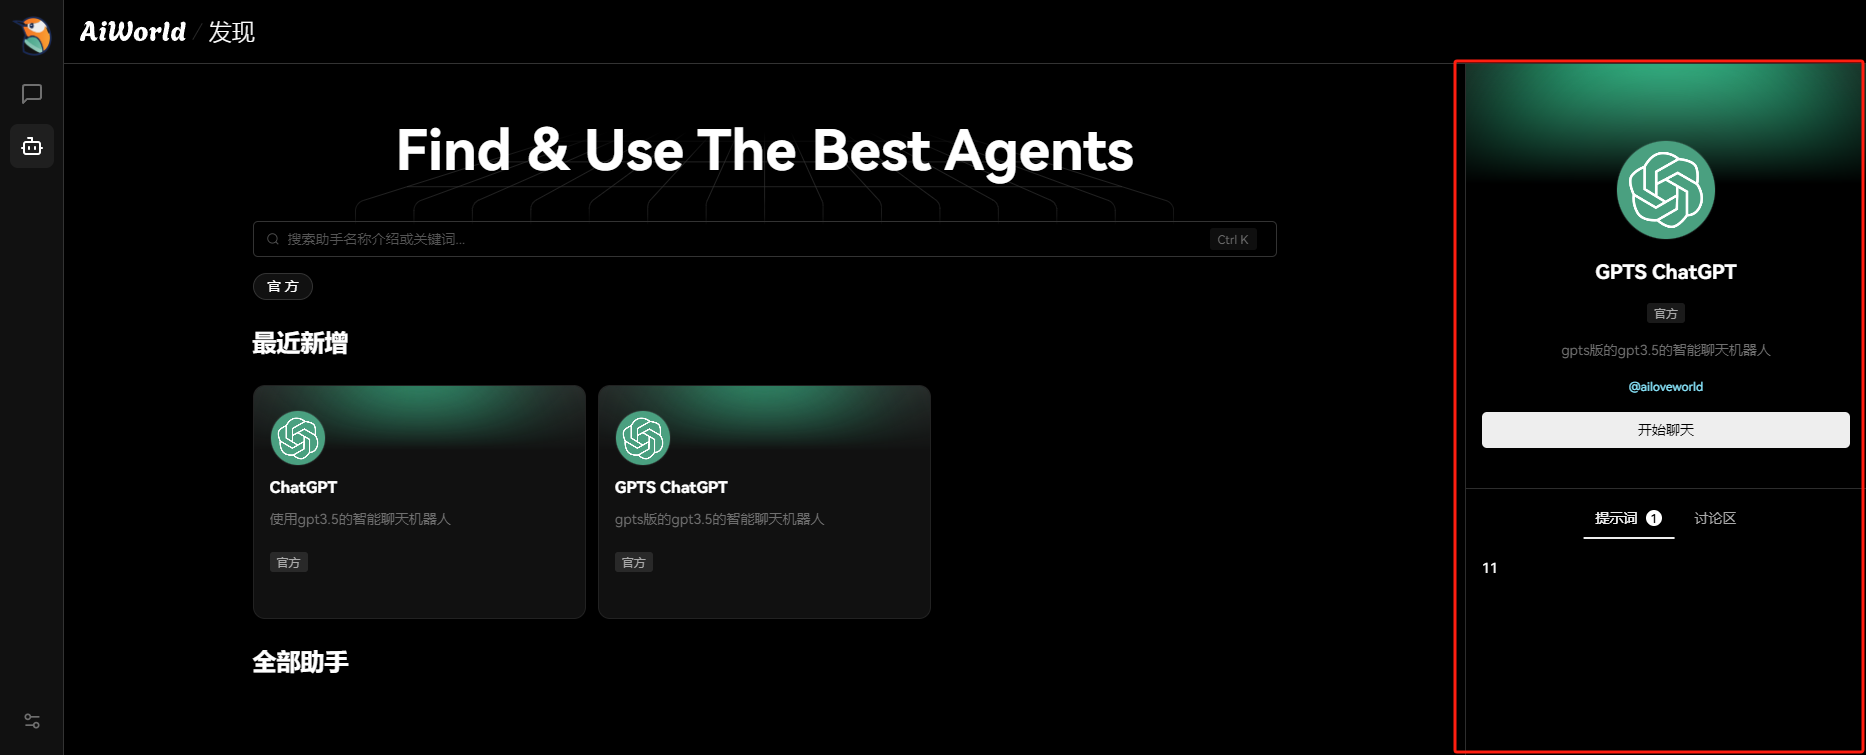 AiWorld / 发现
Find & Use The Best Agents
搜索助手名称介绍或关键词... Ctrl K
官方
最近新增
ChatGPT
使用gpt3.5的智能聊天机器人
官方
GPTS ChatGPT
gpts版的gpt3.5的智能聊天机器人
官方
全部助手
GPTS ChatGPT
官方
gpts版的gpt3.5的智能聊天机器人
@ailoveworld
开始聊天
提示词 1 讨论区
11